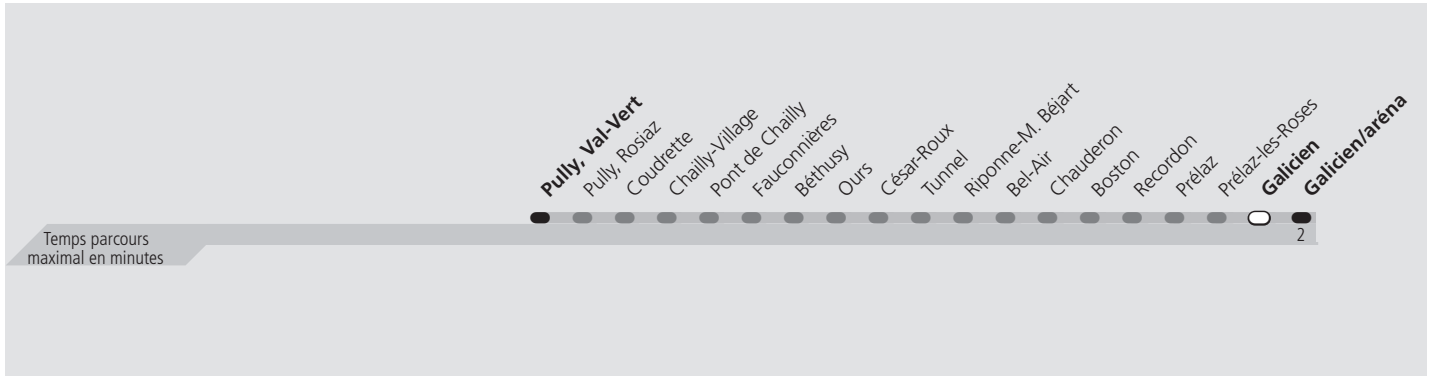 Pully, Val-Vert
Pully, Rosiaz
Coudrette
Chailly-Village
Pont de Chailly
Fauconnières
Béthusy
Ours
César-Roux
Tunnel
Riponne-M. Béjart
Bel-Air
Chauderon
Boston
Recordon
Prélaz
Prélaz-les-Roses
Galicien
Galicien/aréna
Temps parcours
maximal en minutes
2